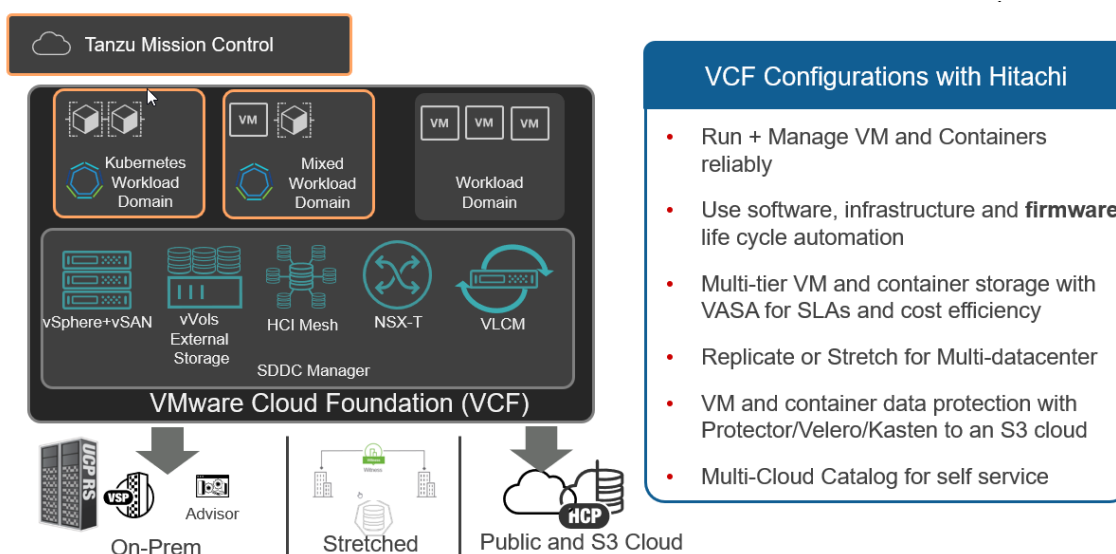 Tanzu Mission Control
Kubernetes
Workload
Domain
VM
Mixed
Workload
Domain
VM
VM
VM
Workload
Domain
vSphere+vSAN
vVols
External
Storage
HCI Mesh
NSX-T
VLCM
SDDC Manager
VMware Cloud Foundation (VCF)
UCP RS
VSP
Advisor
On-Prem
Witness
Stretched
HCP
Public and S3 Cloud
VCF Configurations with Hitachi
• Run + Manage VM and Containers
reliably
• Use software, infrastructure and firmware
life cycle automation
• Multi-tier VM and container storage with
VASA for SLAs and cost efficiency
• Replicate or Stretch for Multi-datacenter
• VM and container data protection with
Protector/Velero/Kasten to an S3 cloud
• Multi-Cloud Catalog for self service